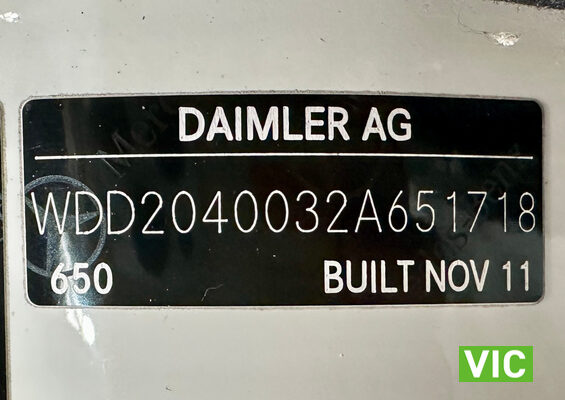 DAIMLER AG
WDD2040032A651718
650 BUILT NOV 11
VIC